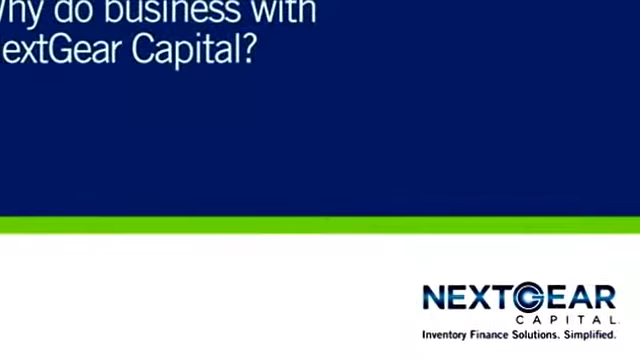 hy do business with
extGear Capital?
NEXTGEAR
CAPITAL
Inventory Finance Solutions. Simplified.